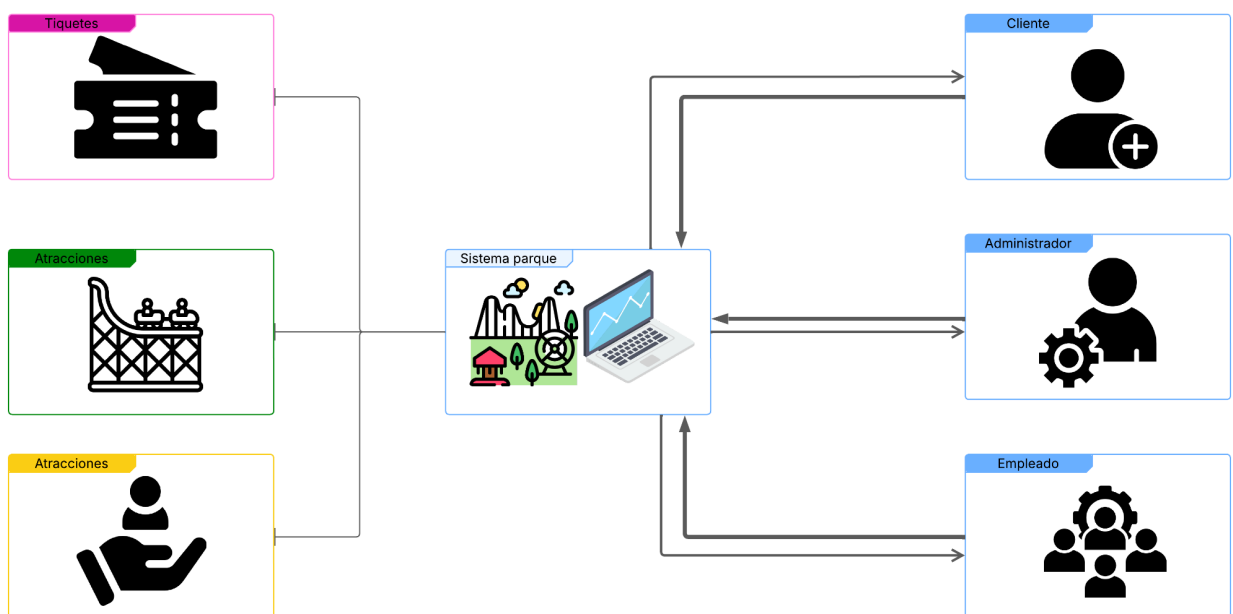 Tiquetes
Cliente
Atracciones
Sistema parque
Administrador
Atracciones
Empleado